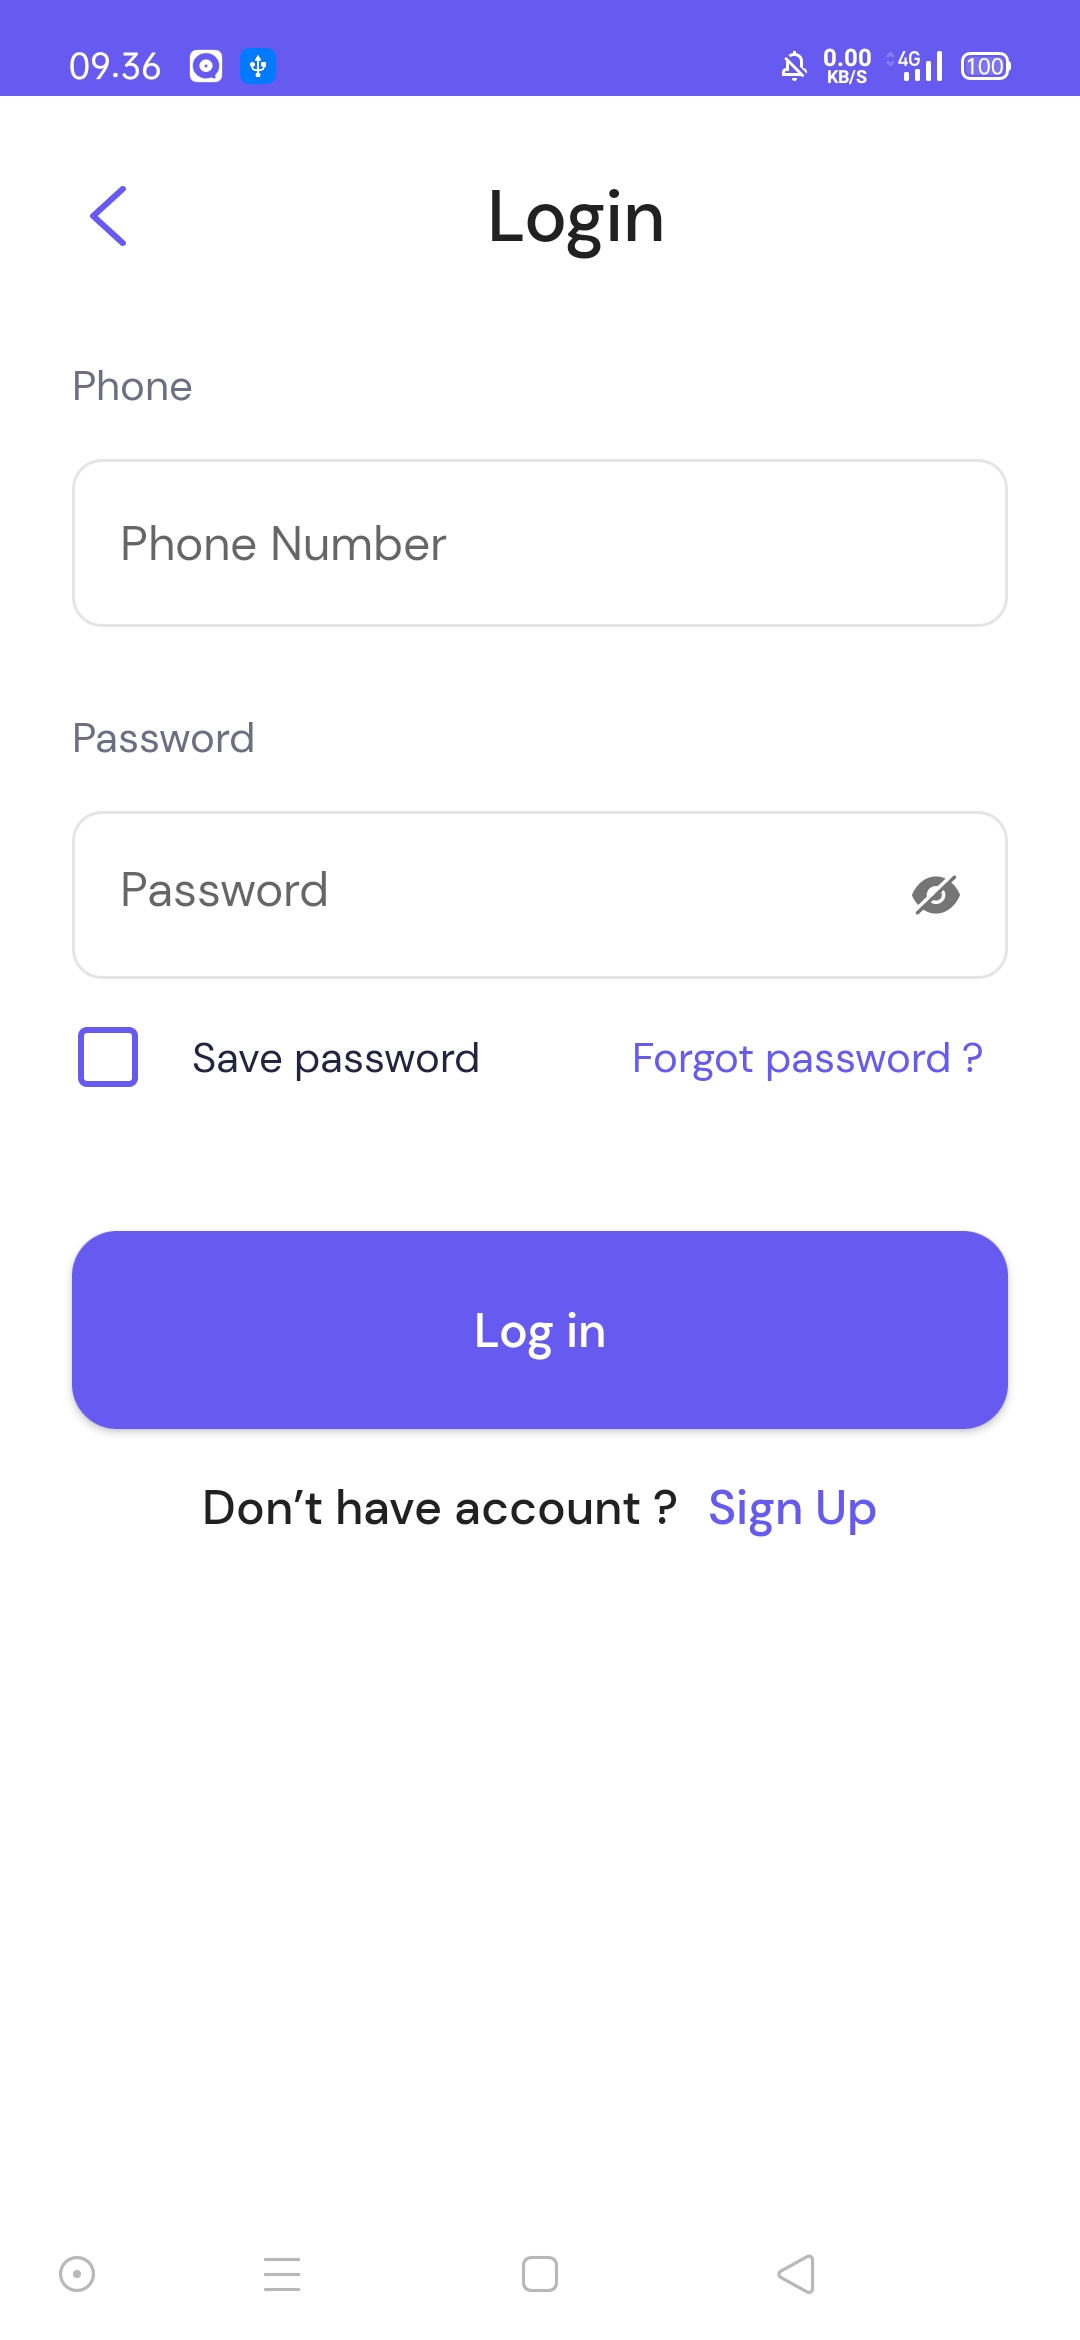 09.36 0.00 KB/S 4G 100
Login
Phone
Phone Number
Password
Password
Save password Forgot password ?
Log in
Don’t have account ? Sign Up